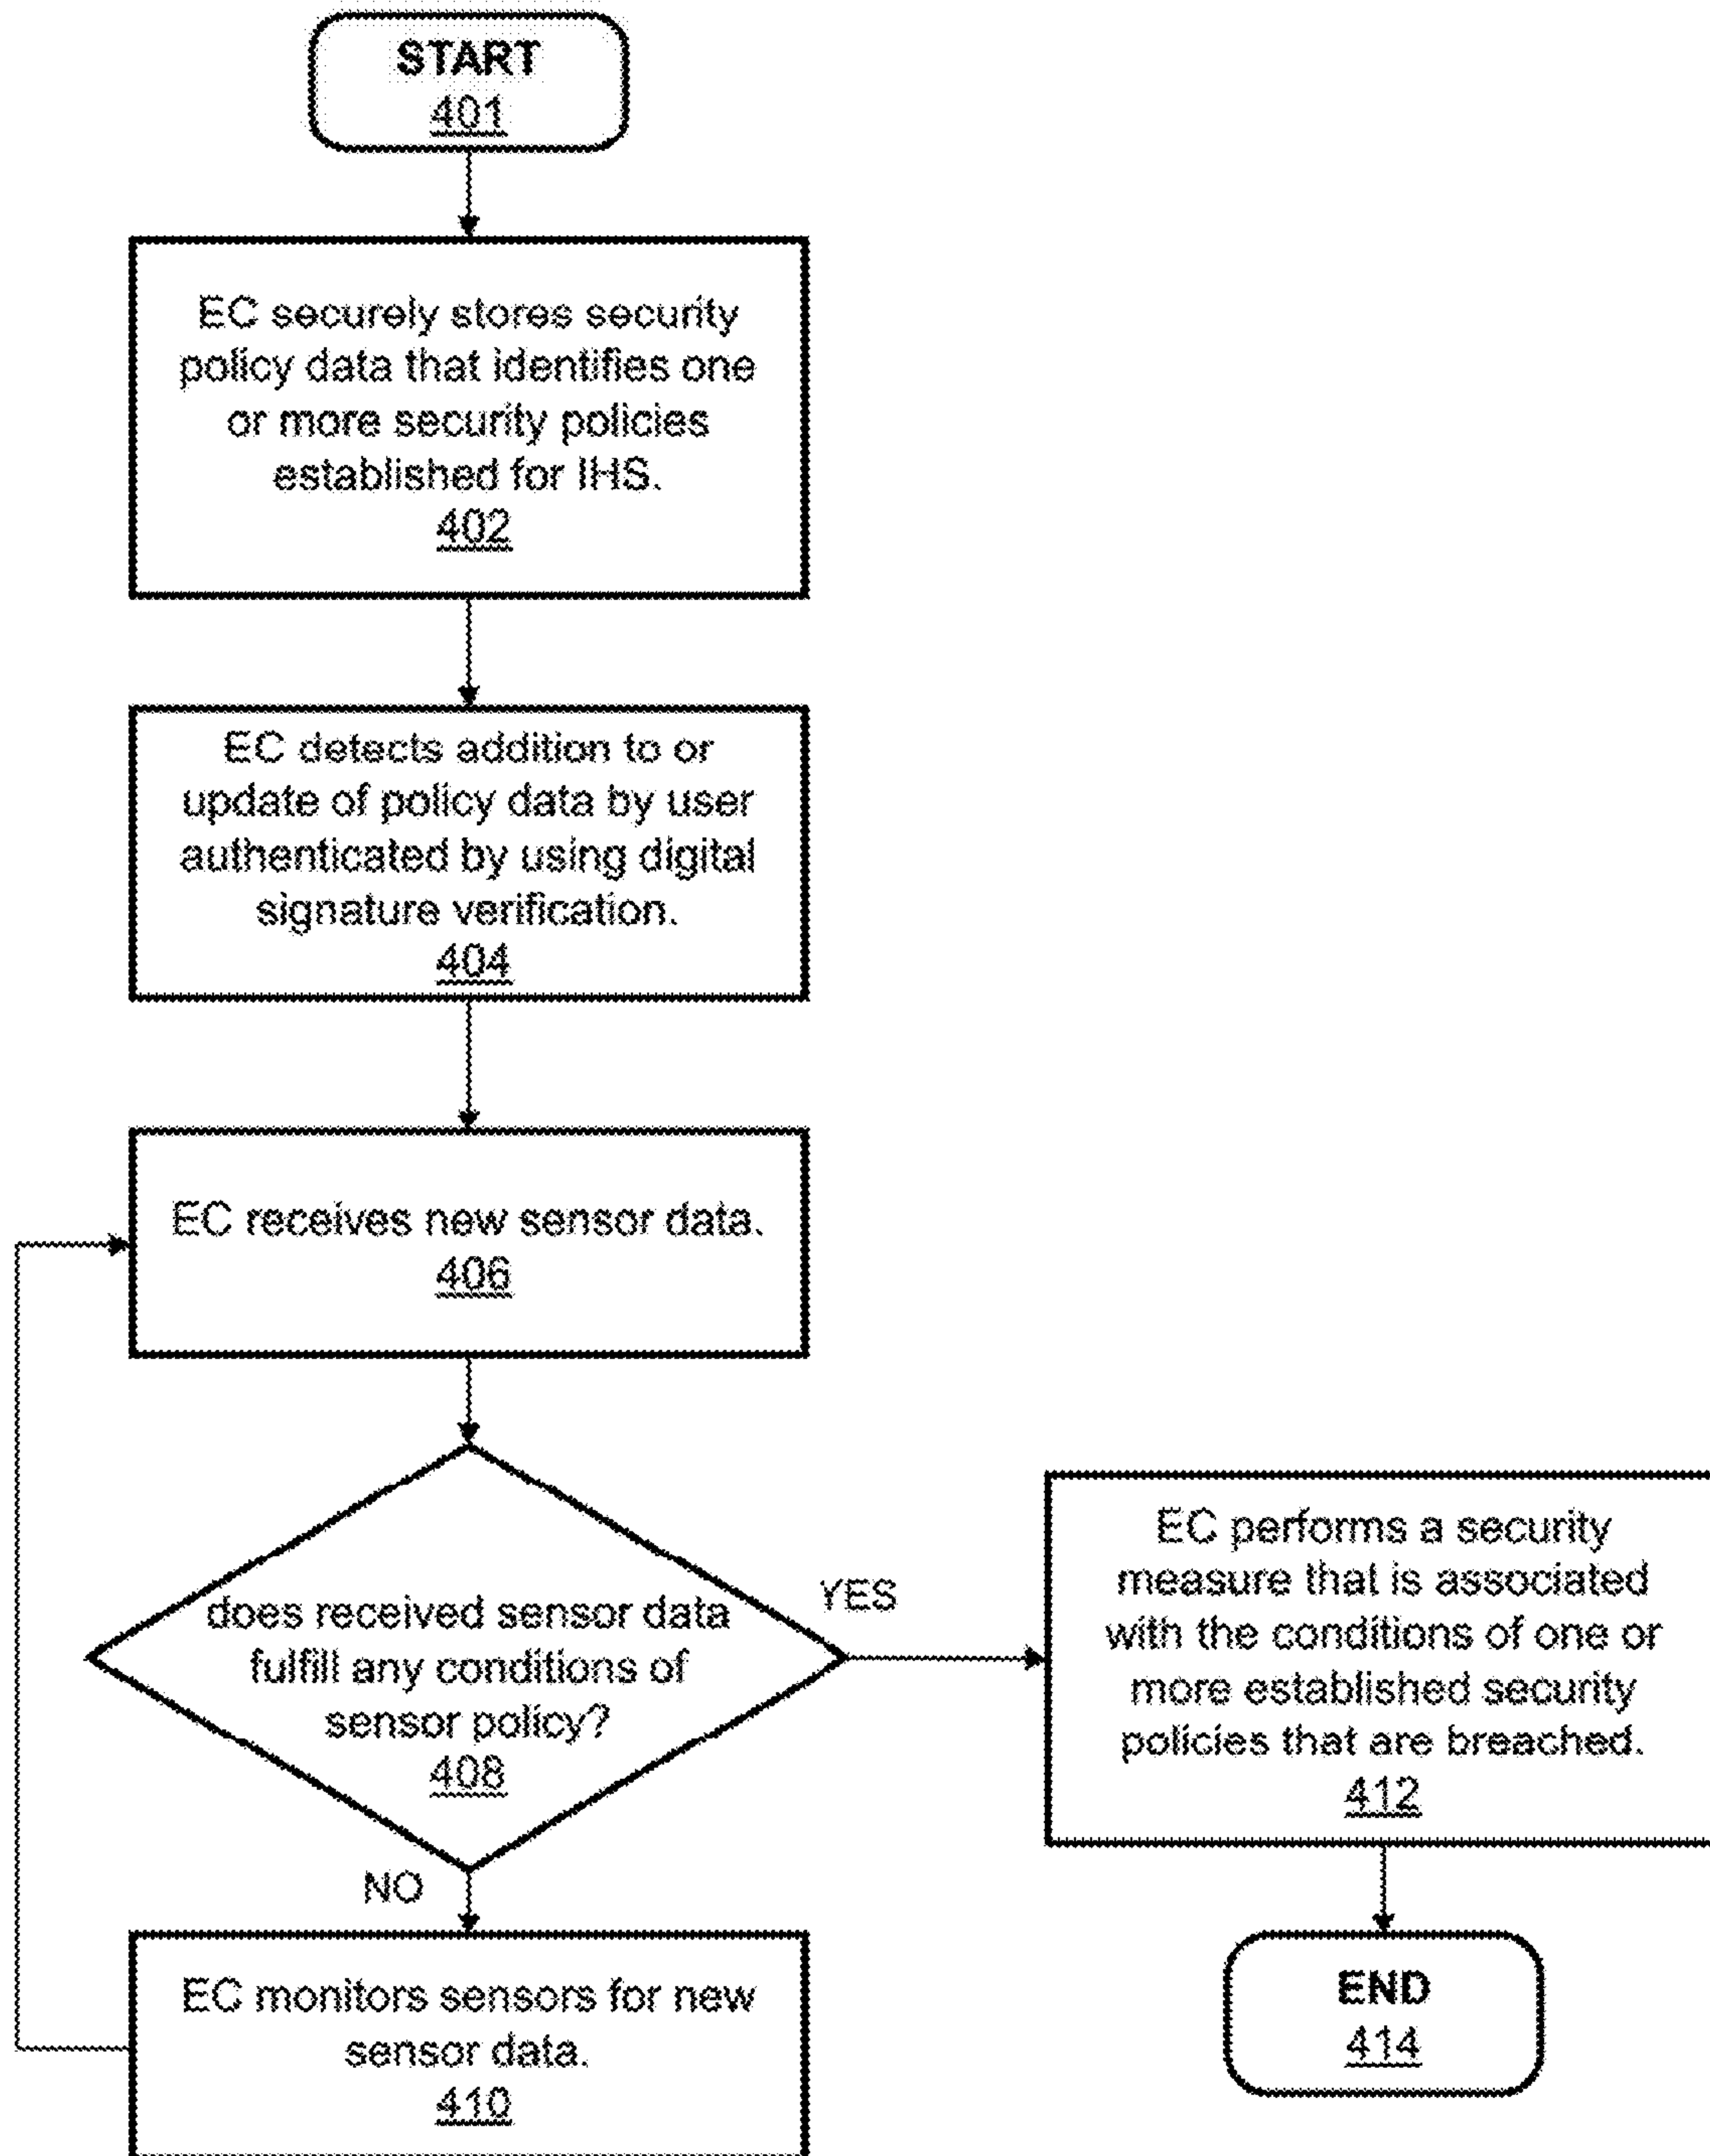 START
401
EC securely stores security
policy data that identifies one
or more security policies
established for IHS.
402
EC detects addition to or
update of policy data by user
authenticated by using digital
signature verification.
404
EC receives new sensor data.
406
does received sensor data
fulfill any conditions of
sensor policy?
408
YES
NO
EC monitors sensors for new
sensor data.
410
EC performs a security
measure that is associated
with the conditions of one or
more established security
policies that are breached.
412
END
414